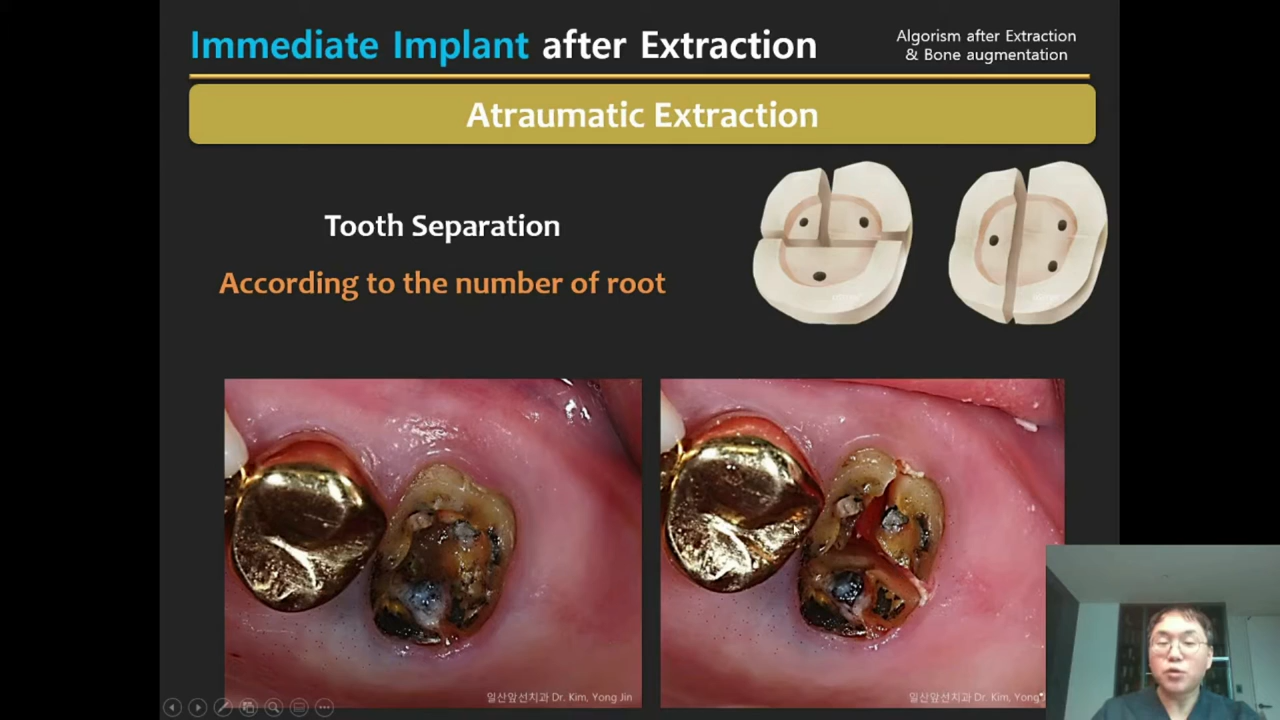 Immediate Implant after Extraction
Algorism after Extraction
& Bone augmentation
Atraumatic Extraction
Tooth Separation
According to the number of root
일산앞선치과 Dr. Kim, Yong Jin
일산앞선치과 Dr. Kim, Yong